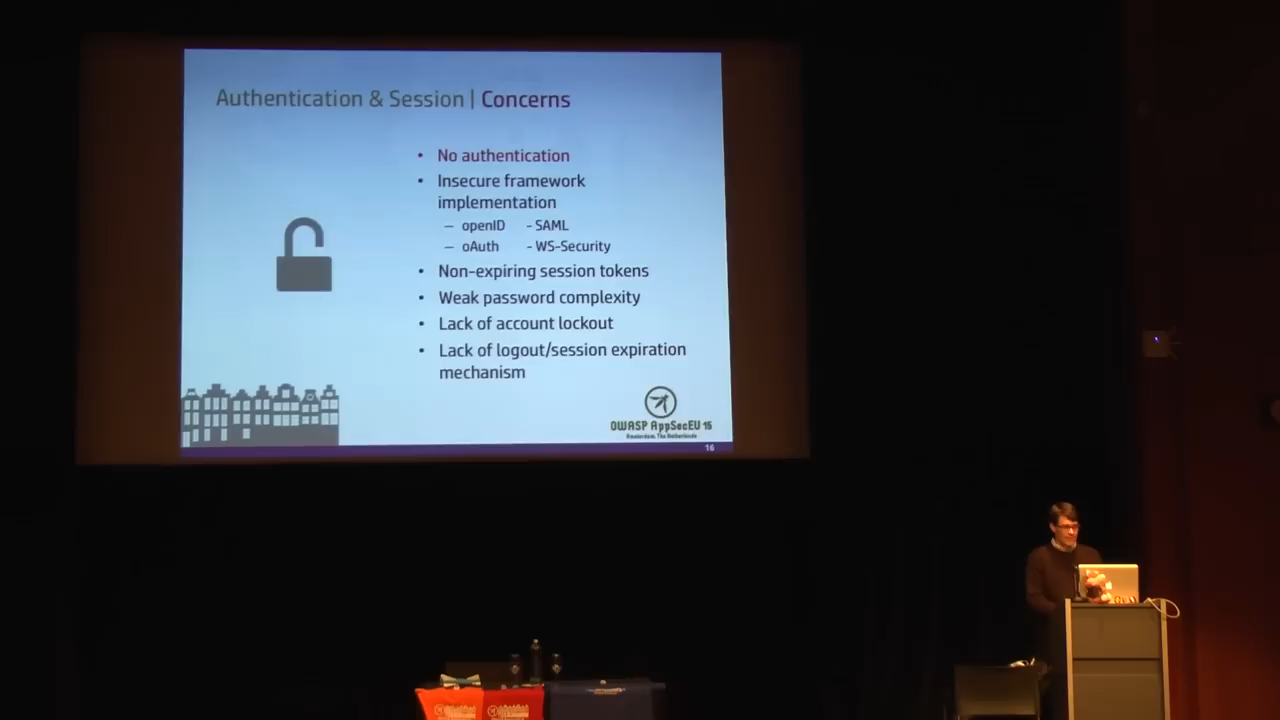 Authentication & Session | Concerns
• No authentication
• Insecure framework
implementation
– openID - SAML
– oAuth - WS-Security
• Non-expiring session tokens
• Weak password complexity
• Lack of account lockout
• Lack of logout/session expiration
mechanism
OWASP AppSecEU 15
Amsterdam, The Netherlands
16